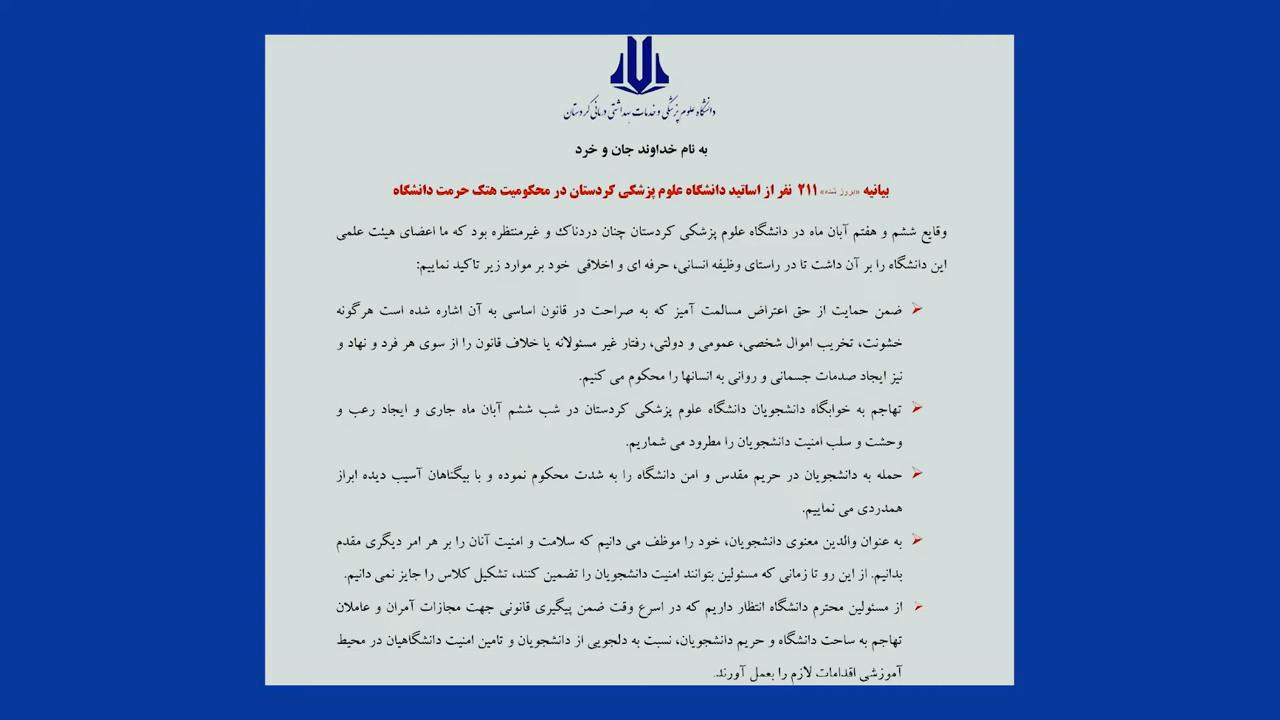 دانشگاه علوم پزشکی و خدمات بهداشتی درمانی کردستان
به نام خداوند جان و خرد
بیانیه «بروز شده» ۲۱۱ نفر از اساتید دانشگاه علوم پزشکی کردستان در محکومیت هتک حرمت دانشگاه
وقایع ششم و هفتم آبان ماه در دانشگاه علوم پزشکی کردستان چنان دردناک و غیرمنتظره بود که ما اعضای هیئت علمی
این دانشگاه را بر آن داشت تا در راستای وظیفه انسانی، حرفه ای و اخلاقی خود بر موارد زیر تاکید نماییم:
ضمن حمایت از حق اعتراض مسالمت آمیز که به صراحت در قانون اساسی به آن اشاره شده است هرگونه
خشونت، تخریب اموال شخصی، عمومی و دولتی، رفتار غیر مسئولانه یا خلاف قانون را از سوی هر فرد و نهاد و
نیز ایجاد صدمات جسمانی و روانی به انسانها را محکوم می کنیم.
تهاجم به خوابگاه دانشجویان دانشگاه علوم پزشکی کردستان در شب ششم آبان ماه جاری و ایجاد رعب و
وحشت و سلب امنیت دانشجویان را مطرود می شماریم.
حمله به دانشجویان در حریم مقدس و امن دانشگاه را به شدت محکوم نموده و با بیگناهان آسیب دیده ابراز
همدردی می نماییم.
به عنوان والدین معنوی دانشجویان، خود را موظف می دانیم که سلامت و امنیت آنان را بر هر امر دیگری مقدم
بدانیم. از این رو تا زمانی که مسئولین بتوانند امنیت دانشجویان را تضمین کنند، تشکیل کلاس را جایز نمی دانیم.
از مسئولین محترم دانشگاه انتظار داریم که در اسرع وقت ضمن پیگیری قانونی جهت مجازات آمران و عاملان
تهاجم به ساحت دانشگاه و حریم دانشجویان، نسبت به دلجویی از دانشجویان و تامین امنیت دانشگاهیان در محیط
آموزشی اقدامات لازم را بعمل آورند.